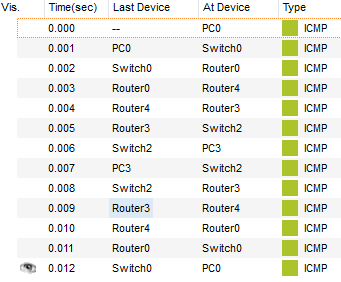 Vis. Time(sec) Last Device At Device Type
0.000 -- PC0 ICMP
0.001 PC0 Switch0 ICMP
0.002 Switch0 Router0 ICMP
0.003 Router0 Router4 ICMP
0.004 Router4 Router3 ICMP
0.005 Router3 Switch2 ICMP
0.006 Switch2 PC3 ICMP
0.007 PC3 Switch2 ICMP
0.008 Switch2 Router3 ICMP
0.009 Router3 Router4 ICMP
0.010 Router4 Router0 ICMP
0.011 Router0 Switch0 ICMP
0.012 Switch0 PC0 ICMP